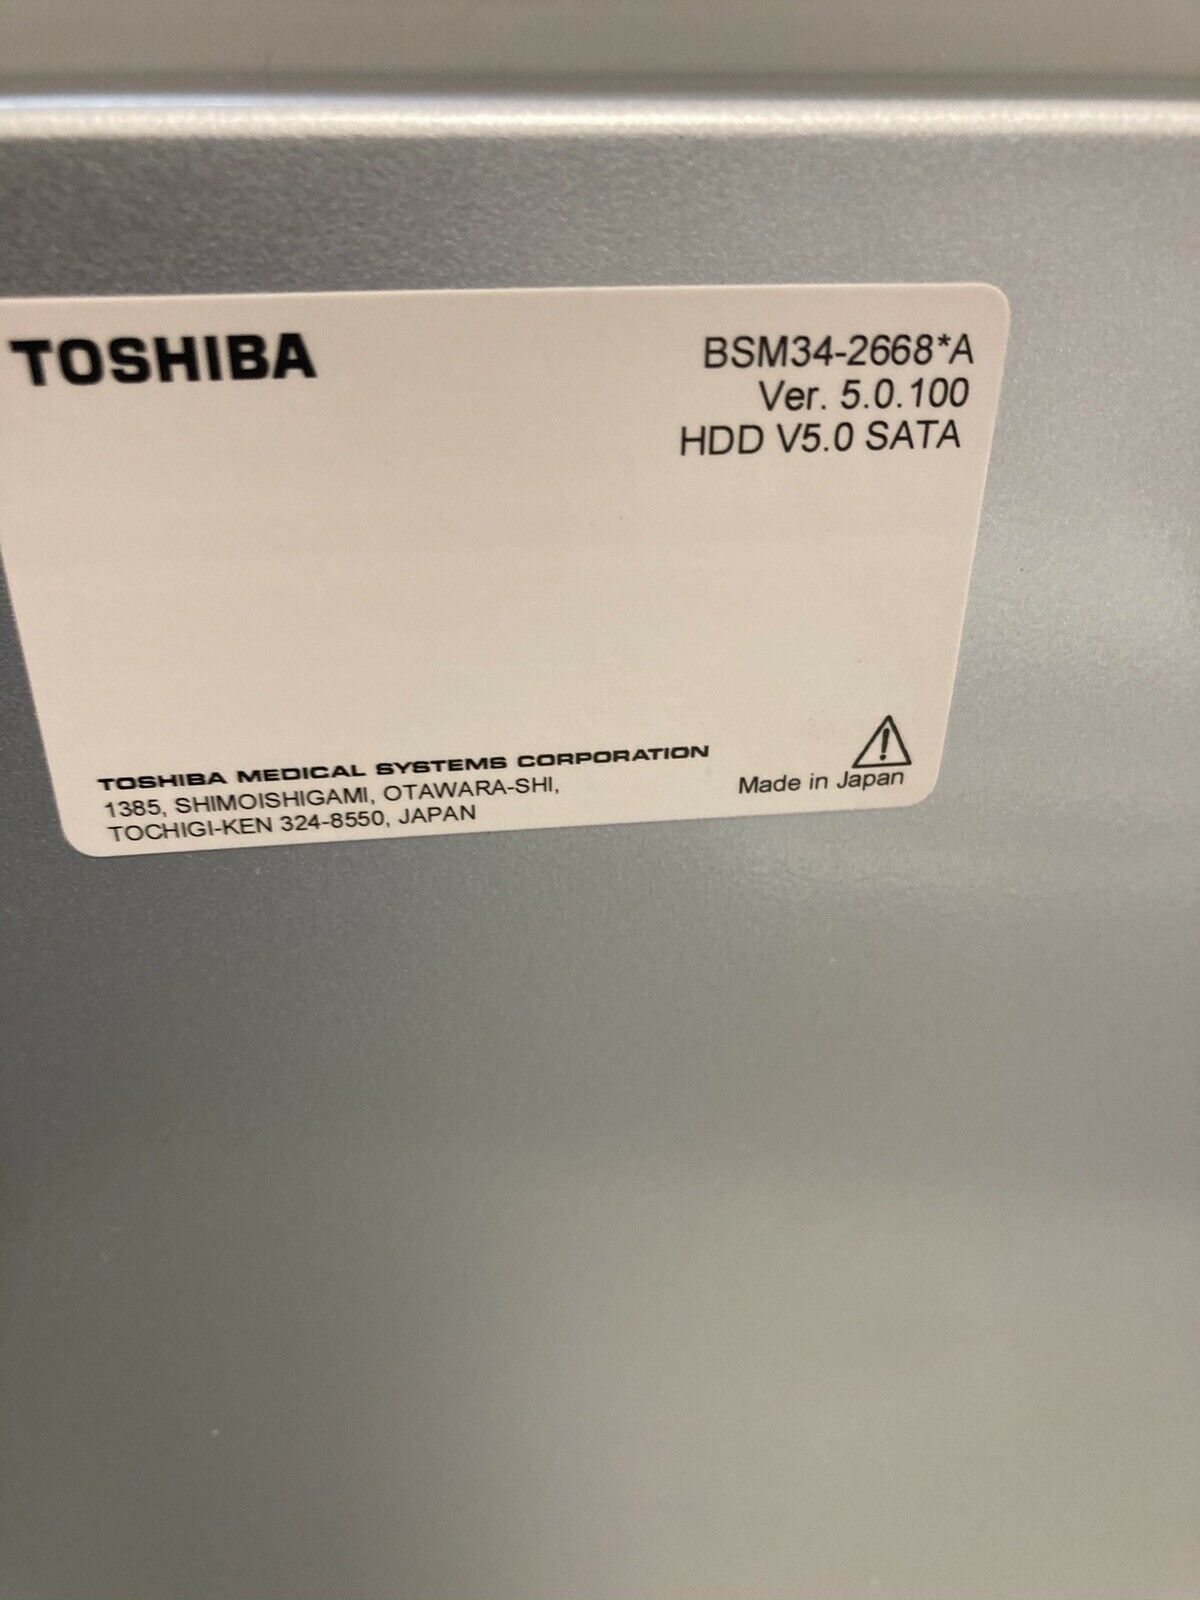 TOSHIBA
BSM34-2668*A
Ver. 5.0.100
HDD V5.0 SATA
TOSHIBA MEDICAL SYSTEMS CORPORATION
1385, SHIMOISHIGAMI, OTAWARA-SHI,
TOCHIGI-KEN 324-8550, JAPAN
Made in Japan